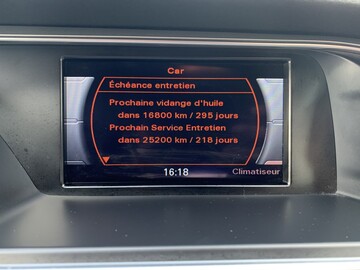 Car
Échéance entretien
Prochaine vidange d'huile
dans 16800 km / 295 jours
Prochain Service Entretien
dans 25200 km / 218 jours
16:18
Climatiseur